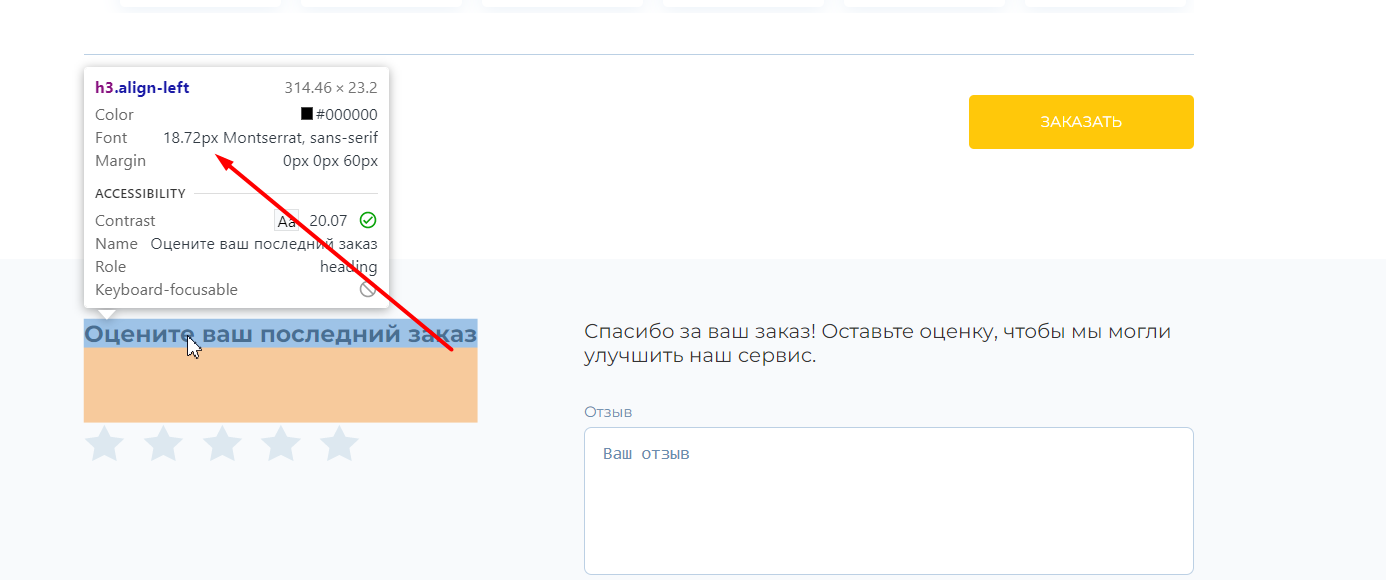 h3.align-left 314.46 × 23.2
Color #000000
Font 18.72px Montserrat, sans-serif
Margin 0px 0px 60px
ACCESSIBILITY
Contrast Aa 20.07
Name Оцените ваш последний заказ
Role heading
Keyboard-focusable
ЗАКАЗАТЬ
Оцените ваш последний заказ
Спасибо за ваш заказ! Оставьте оценку, чтобы мы могли
улучшить наш сервис.
Отзыв
Ваш отзыв